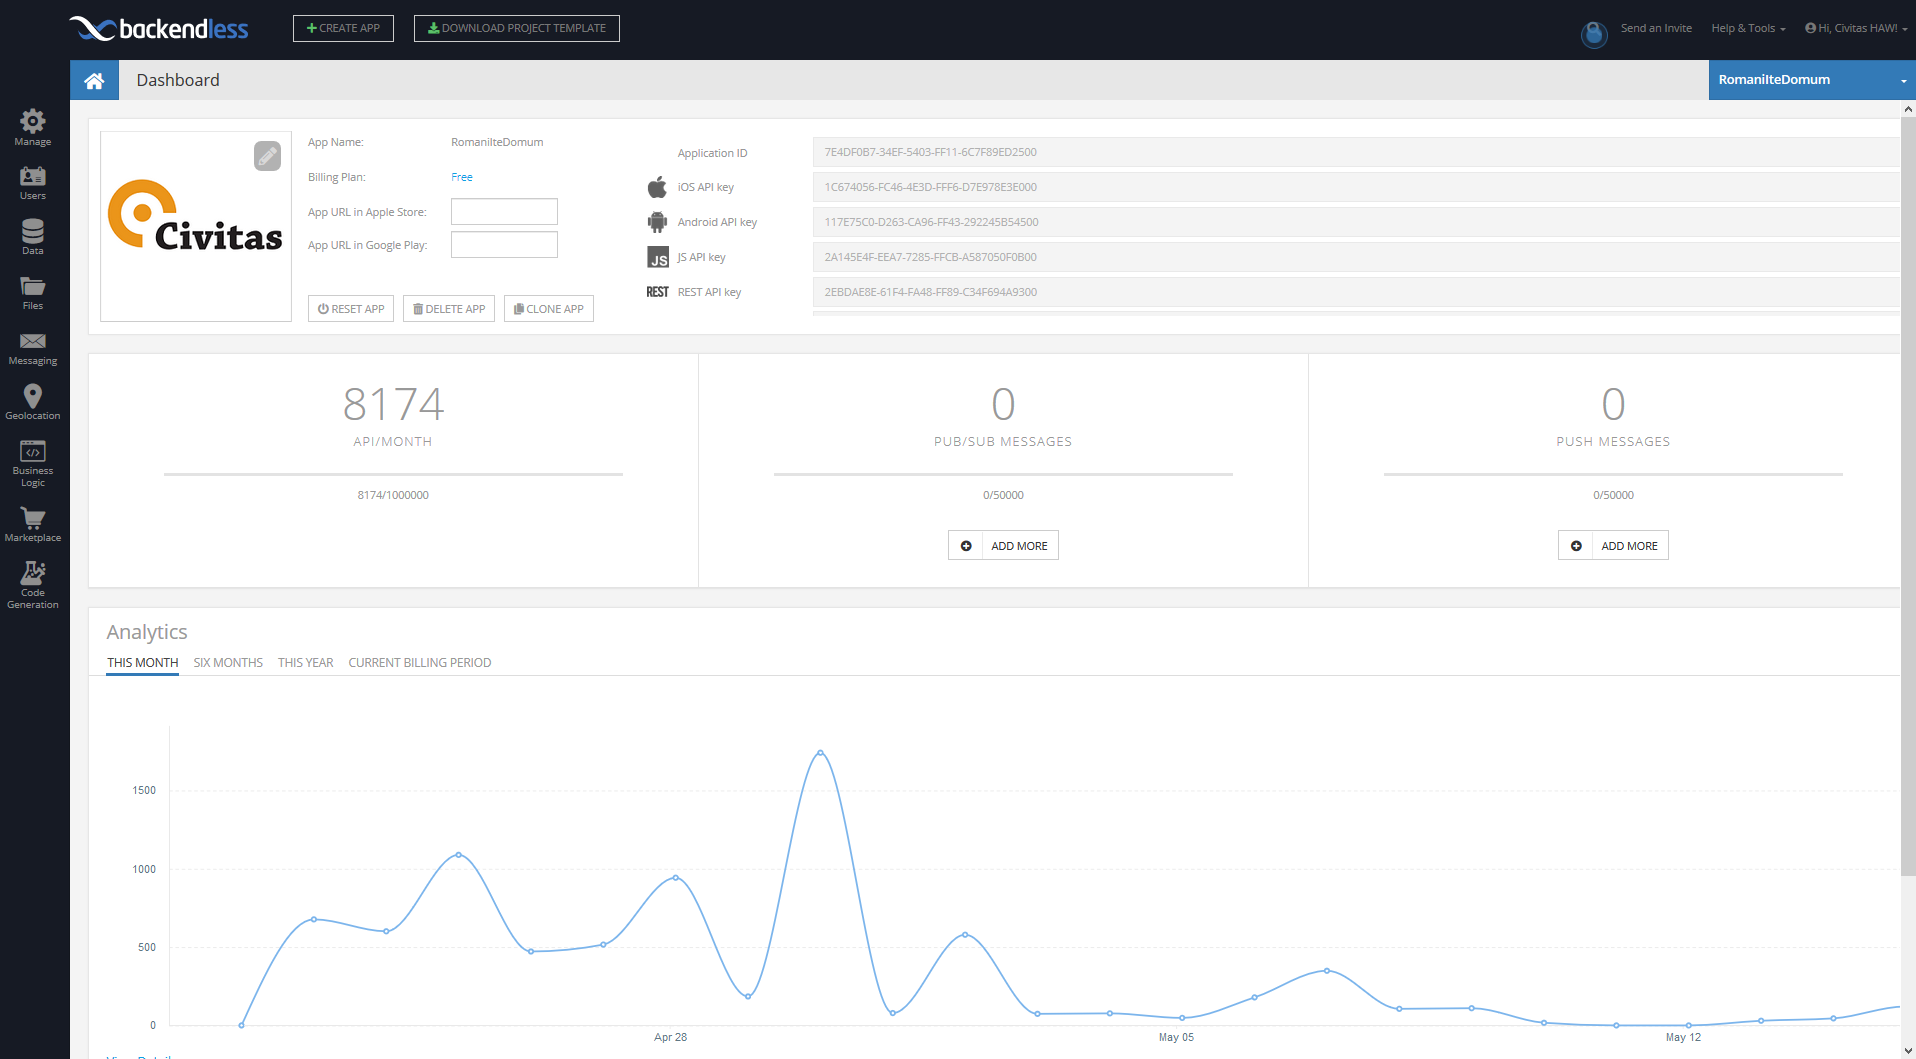 backendless
CREATE APP
DOWNLOAD PROJECT TEMPLATE
Send an Invite
Help & Tools
Hi, Civitas HAW!
Dashboard
RomaniIteDomum
Manage
Users
Data
Files
Messaging
Geolocation
Business
Logic
Marketplace
Code
Generation
Civitas
App Name: RomaniIteDomum
Billing Plan: Free
App URL in Apple Store:
App URL in Google Play:
RESET APP
DELETE APP
CLONE APP
Application ID 7E4DF0B7-34EF-5403-FF11-6C7F89ED2500
iOS API key 1C674056-FC46-4E3D-FFF6-D7E978E3E000
Android API key 117E75C0-D263-CA96-FF43-292245B54500
JS JS API key 2A145E4F-EEA7-7285-FFCB-A587050F0B00
REST REST API key 2EBDAE8E-61F4-FA48-FF89-C34F694A9300
8174
API/MONTH
8174/1000000
0
PUB/SUB MESSAGES
0/50000
ADD MORE
0
PUSH MESSAGES
0/50000
ADD MORE
Analytics
THIS MONTH SIX MONTHS THIS YEAR CURRENT BILLING PERIOD
1500
1000
500
0
Apr 28
May 05
May 12